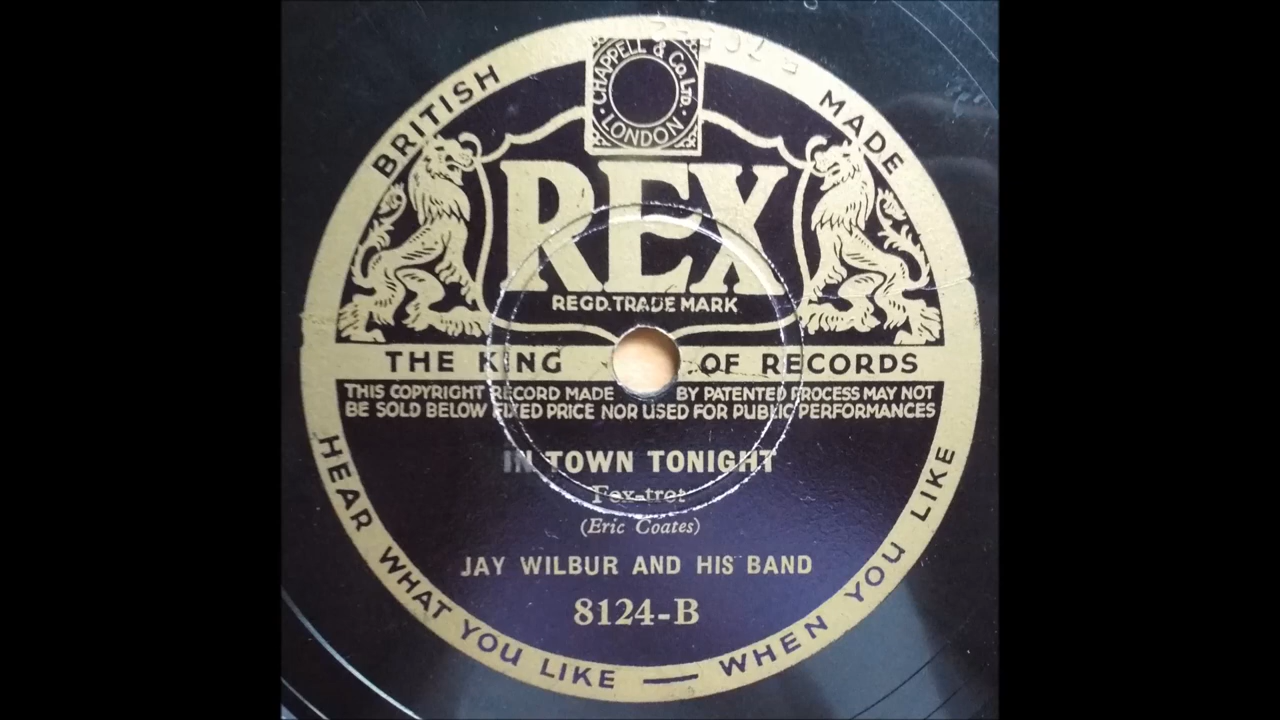 BRITISH MADE
CHAPPELL & Co. LTD.
· LONDON ·
REX
REGD. TRADE MARK
THE KING OF RECORDS
THIS COPYRIGHT RECORD MADE BY PATENTED PROCESS MAY NOT
BE SOLD BELOW FIXED PRICE NOR USED FOR PUBLIC PERFORMANCES
IN TOWN TONIGHT
Fox-trot
(Eric Coates)
JAY WILBUR AND HIS BAND
8124-B
HEAR WHAT YOU LIKE — WHEN YOU LIKE